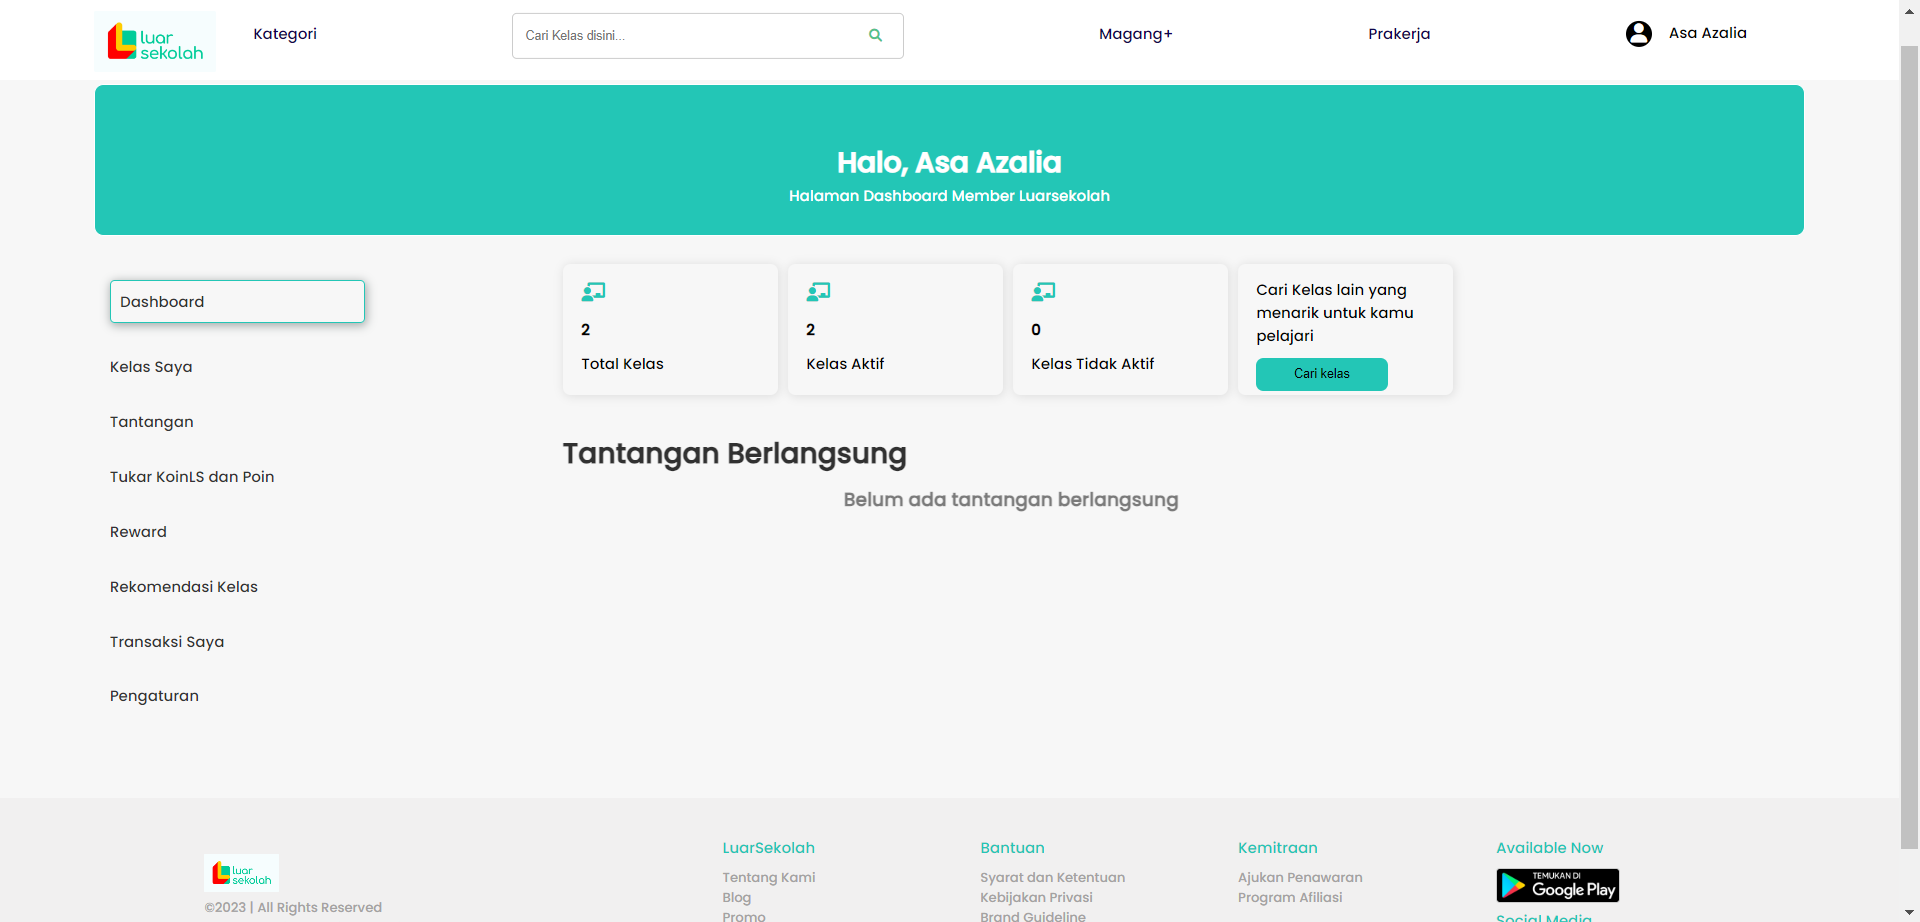 luar
sekolah
Kategori
Cari Kelas disini...
Magang+
Prakerja
Asa Azalia
Halo, Asa Azalia
Halaman Dashboard Member Luarsekolah
Dashboard
Kelas Saya
Tantangan
Tukar KoinLS dan Poin
Reward
Rekomendasi Kelas
Transaksi Saya
Pengaturan
2
Total Kelas
2
Kelas Aktif
0
Kelas Tidak Aktif
Cari Kelas lain yang
menarik untuk kamu
pelajari
Cari kelas
Tantangan Berlangsung
Belum ada tantangan berlangsung
luar
sekolah
©2023 | All Rights Reserved
LuarSekolah
Tentang Kami
Blog
Promo
Bantuan
Syarat dan Ketentuan
Kebijakan Privasi
Brand Guideline
Kemitraan
Ajukan Penawaran
Program Afiliasi
Available Now
TEMUKAN DI
Google Play
Social Media